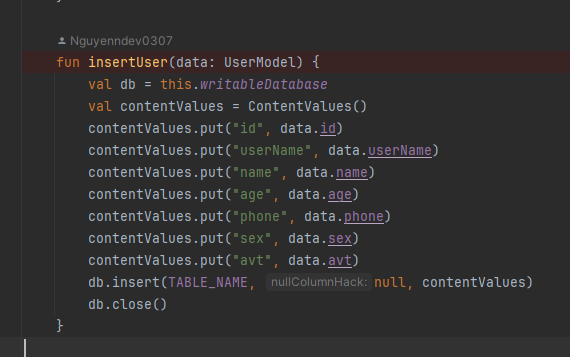 Nguyenndev0307
fun insertUser(data: UserModel) {
val db = this.writableDatabase
val contentValues = ContentValues()
contentValues.put("id", data.id)
contentValues.put("userName", data.userName)
contentValues.put("name", data.name)
contentValues.put("age", data.age)
contentValues.put("phone", data.phone)
contentValues.put("sex", data.sex)
contentValues.put("avt", data.avt)
db.insert(TABLE_NAME, nullColumnHack: null, contentValues)
db.close()
}